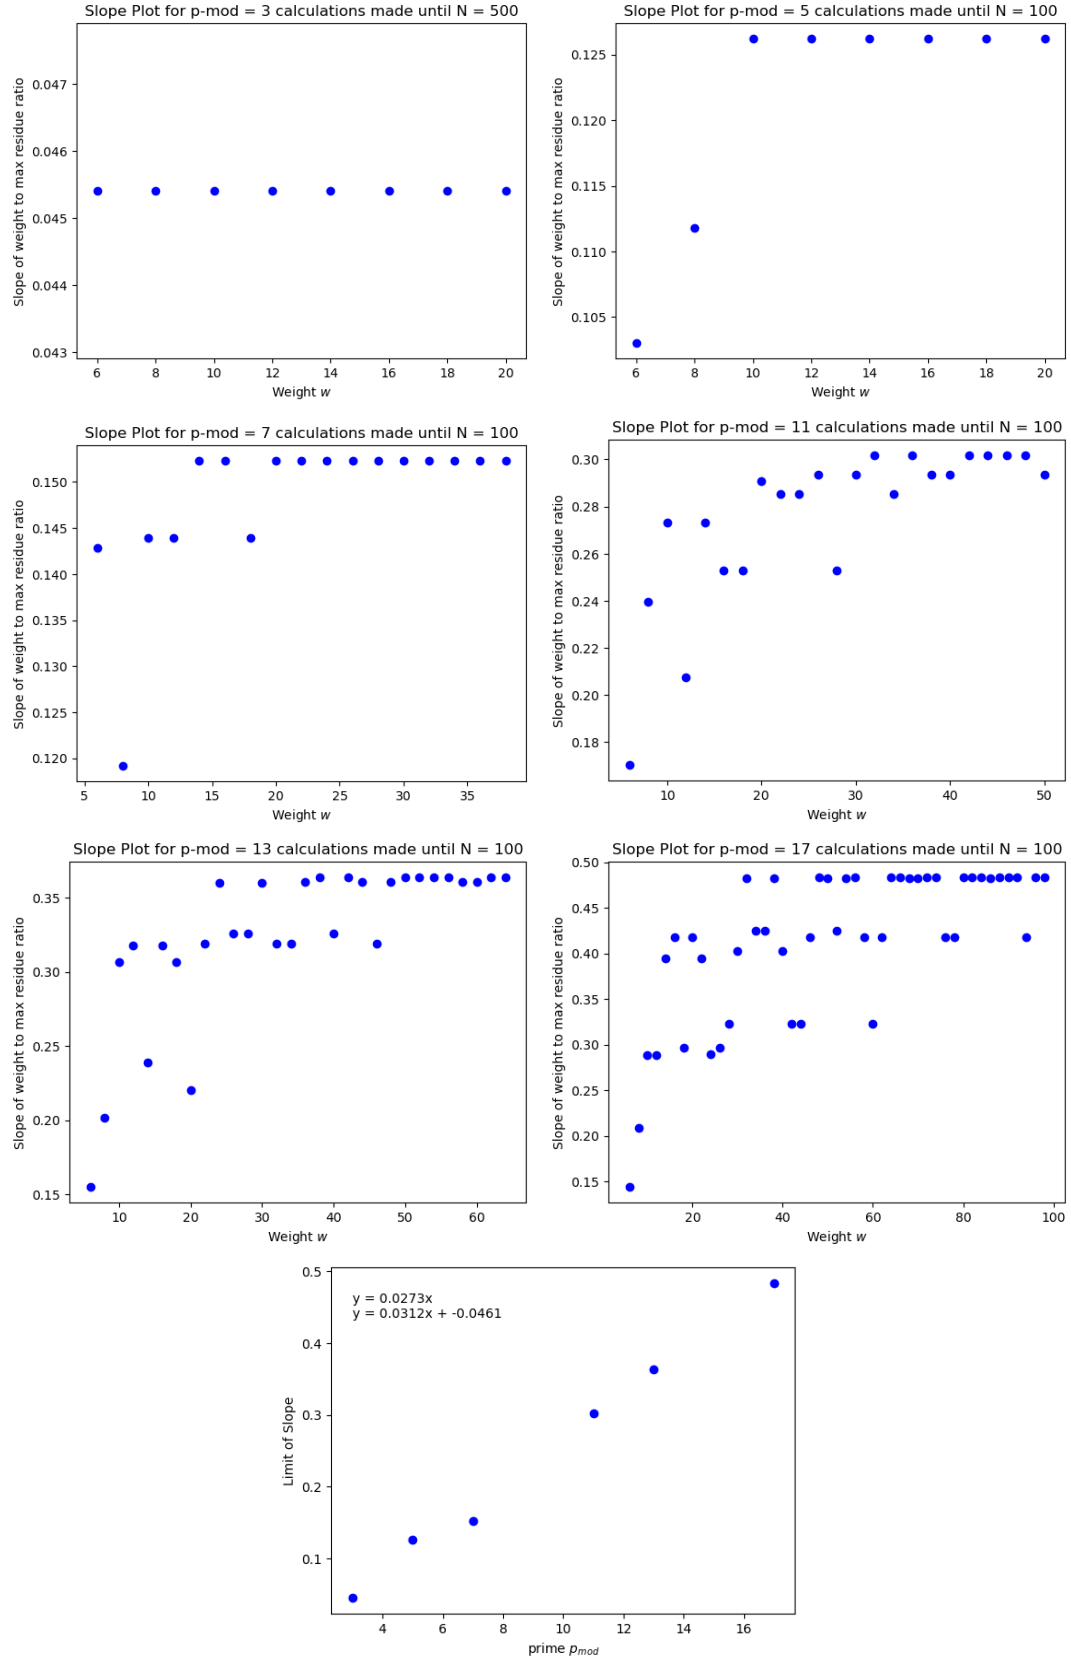 Slope Plot for p-mod = 3 calculations made until N = 500
Slope of weight to max residue ratio
0.047
0.046
0.045
0.044
0.043
6 8 10 12 14 16 18 20
Weight w
Slope Plot for p-mod = 5 calculations made until N = 100
Slope of weight to max residue ratio
0.125
0.120
0.115
0.110
0.105
6 8 10 12 14 16 18 20
Weight w
Slope Plot for p-mod = 7 calculations made until N = 100
Slope of weight to max residue ratio
0.150
0.145
0.140
0.135
0.130
0.125
0.120
5 10 15 20 25 30 35
Weight w
Slope Plot for p-mod = 11 calculations made until N = 100
Slope of weight to max residue ratio
0.30
0.28
0.26
0.24
0.22
0.20
0.18
10 20 30 40 50
Weight w
Slope Plot for p-mod = 13 calculations made until N = 100
Slope of weight to max residue ratio
0.35
0.30
0.25
0.20
0.15
10 20 30 40 50 60
Weight w
Slope Plot for p-mod = 17 calculations made until N = 100
Slope of weight to max residue ratio
0.50
0.45
0.40
0.35
0.30
0.25
0.20
0.15
20 40 60 80 100
Weight w
y = 0.0273x
y = 0.0312x + -0.0461
Limit of Slope
0.5
0.4
0.3
0.2
0.1
4 6 8 10 12 14 16
prime p_mod